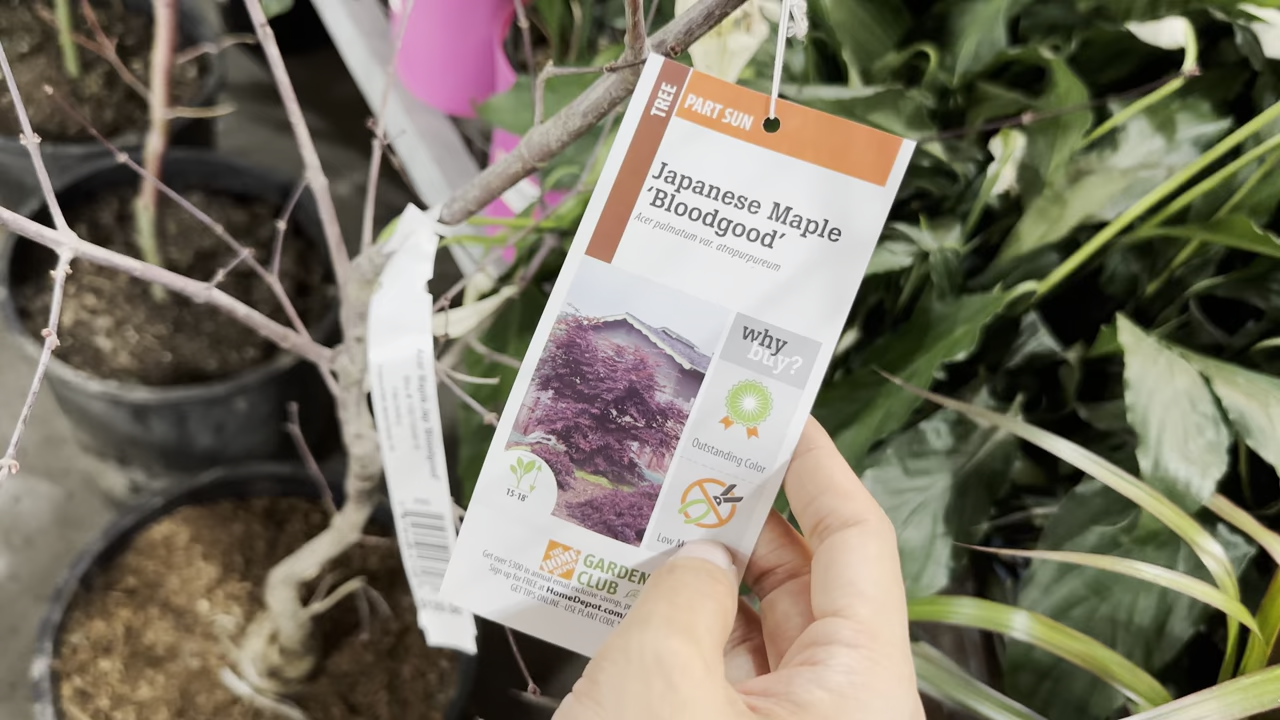 TREE
PART SUN
Japanese Maple
‘Bloodgood’
Acer palmatum var. atropurpureum
why
buy?
Outstanding Color
15-18'
Low
THE
HOME
DEPOT
GARDEN
CLUB
Get over $300 in annual email exclusive savings,
Sign up for FREE at HomeDepot.com/
GET TIPS ONLINE - USE PLANT CODE